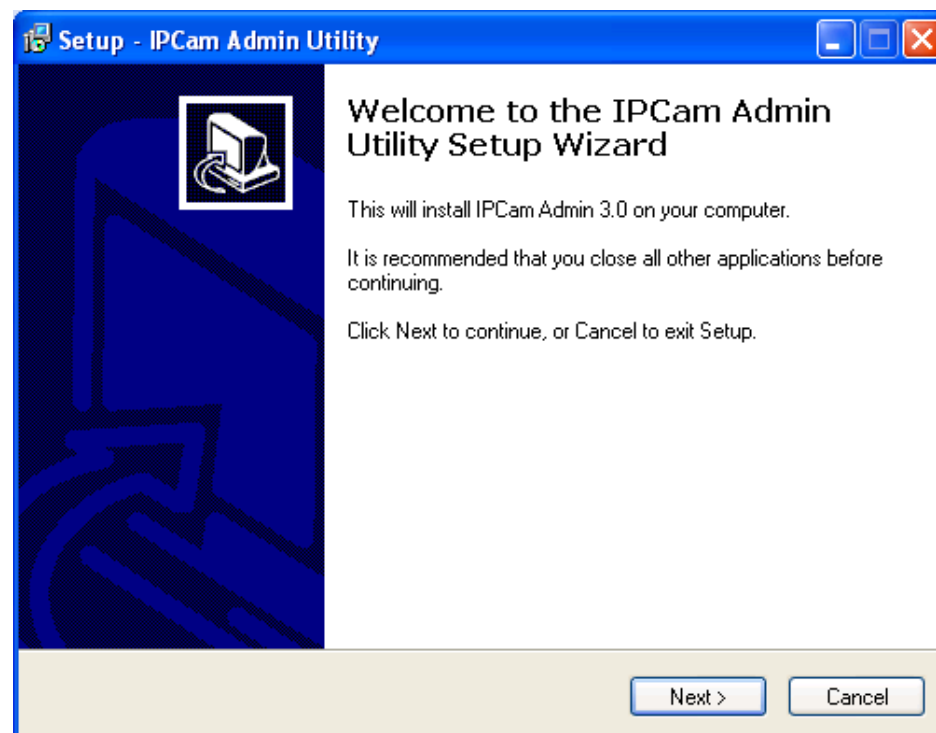 Setup - IPCam Admin Utility
Welcome to the IPCam Admin
Utility Setup Wizard
This will install IPCam Admin 3.0 on your computer.
It is recommended that you close all other applications before
continuing.
Click Next to continue, or Cancel to exit Setup.
Next >
Cancel